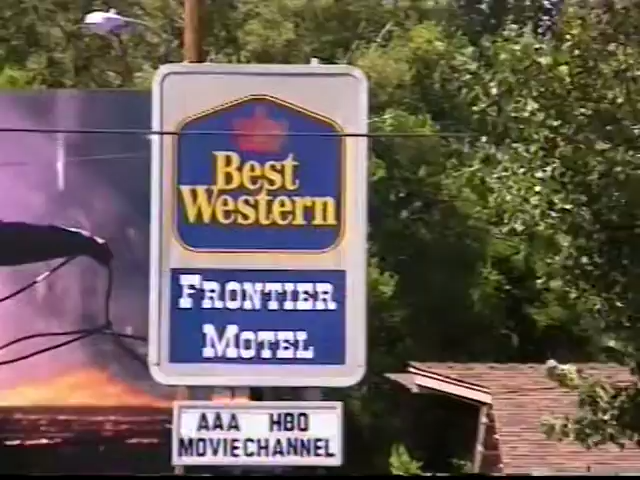 Best
Western
FRONTIER
MOTEL
AAA HBO
MOVIECHANNEL